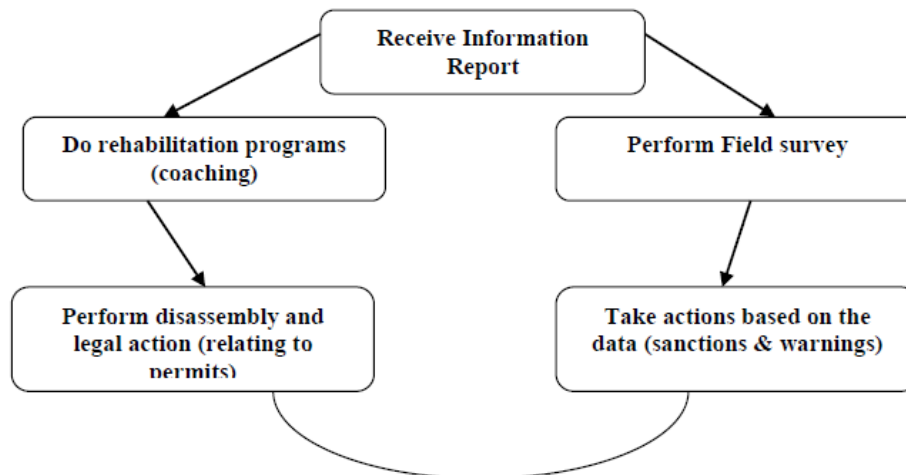 Receive Information
Report
Do rehabilitation programs
(coaching)
Perform Field survey
Perform disassembly and
legal action (relating to
permits)
Take actions based on the
data (sanctions & warnings)